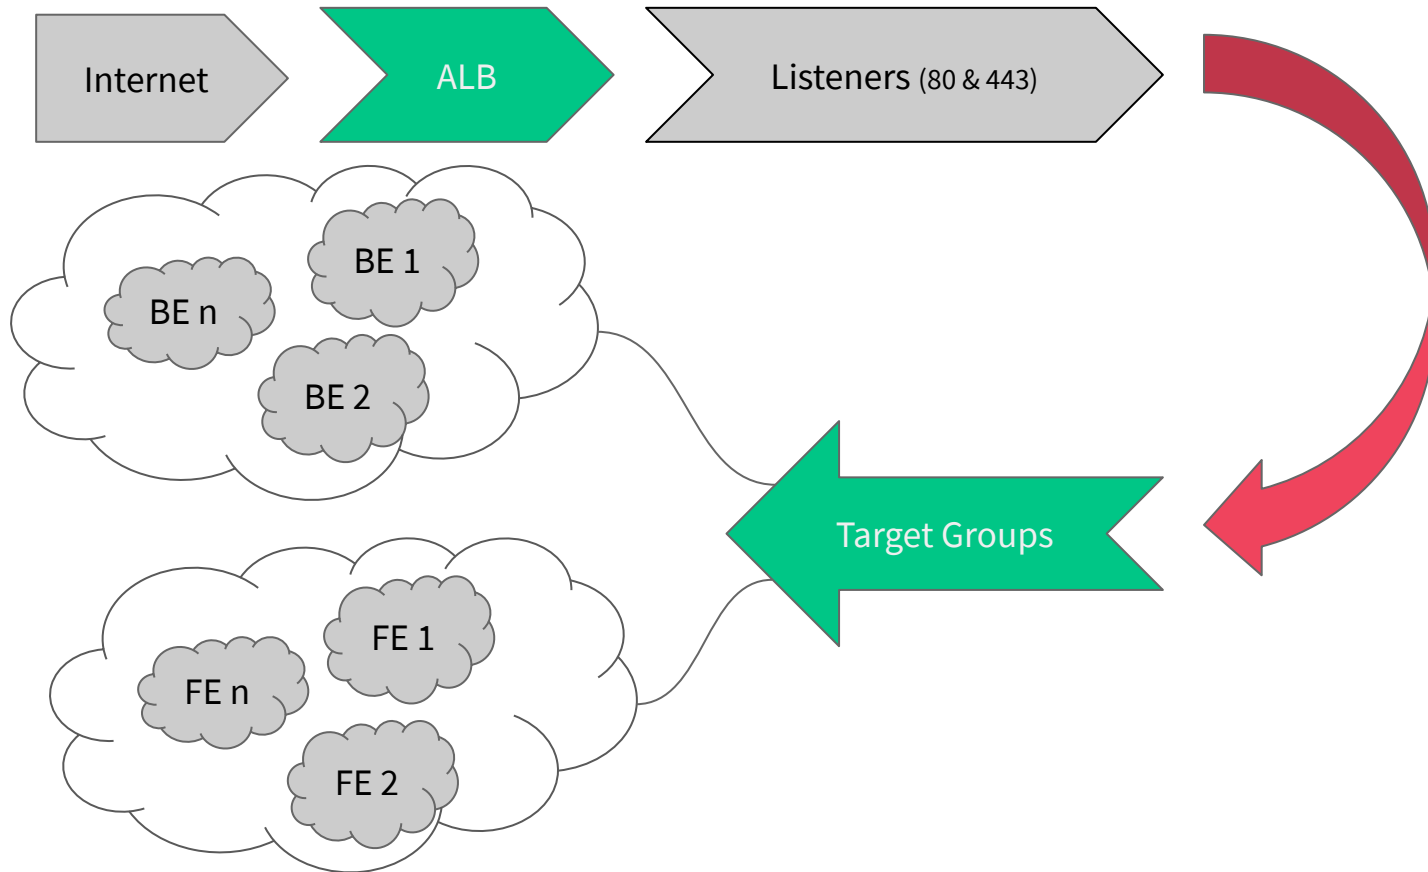 Internet
ALB
Listeners (80 & 443)
BE 1
BE n
BE 2
Target Groups
FE 1
FE n
FE 2